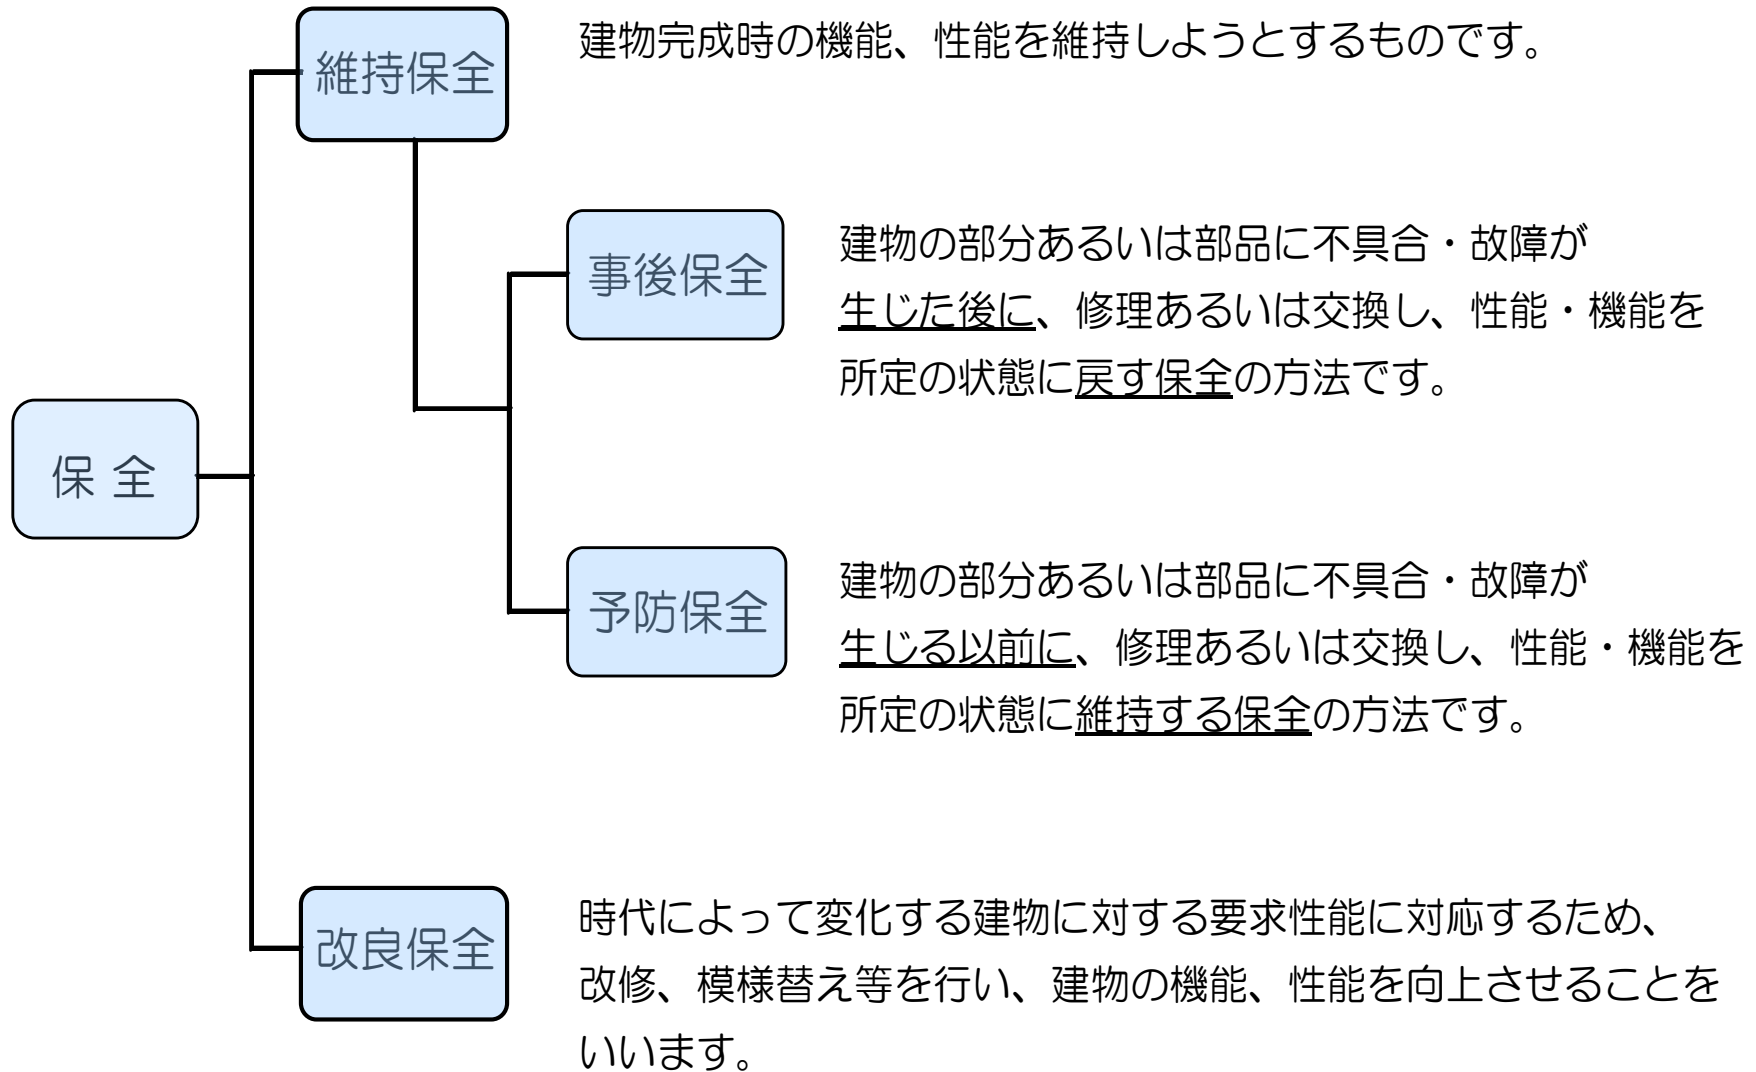 維持保全
建物完成時の機能、性能を維持しようとするものです。
事後保全
建物の部分あるいは部品に不具合・故障が
生じた後に、修理あるいは交換し、性能・機能を
所定の状態に戻す保全の方法です。
保 全
予防保全
建物の部分あるいは部品に不具合・故障が
生じる以前に、修理あるいは交換し、性能・機能を
所定の状態に維持する保全の方法です。
改良保全
時代によって変化する建物に対する要求性能に対応するため、
改修、模様替え等を行い、建物の機能、性能を向上させることを
いいます。